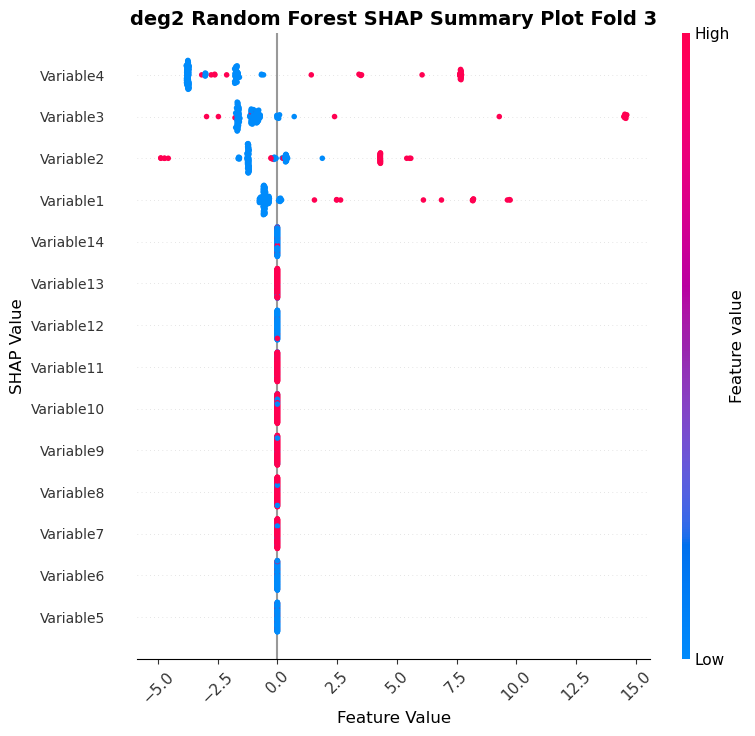 deg2 Random Forest SHAP Summary Plot Fold 3
High
Variable4
Variable3
Variable2
Variable1
Variable14
Variable13
Variable12
Variable11
Variable10
Variable9
Variable8
Variable7
Variable6
Variable5
SHAP Value
Feature value
Low
−5.0 −2.5 0.0 2.5 5.0 7.5 10.0 12.5 15.0
Feature Value